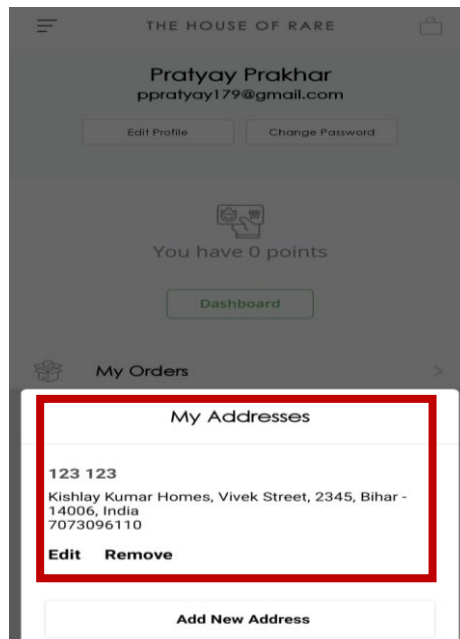 THE HOUSE OF RARE
Pratyay Prakhar
ppratyay179@gmail.com
Edit Profile Change Password
You have 0 points
Dashboard
My Orders
My Addresses
123 123
Kishlay Kumar Homes, Vivek Street, 2345, Bihar -
14006, India
7073096110
Edit Remove
Add New Address